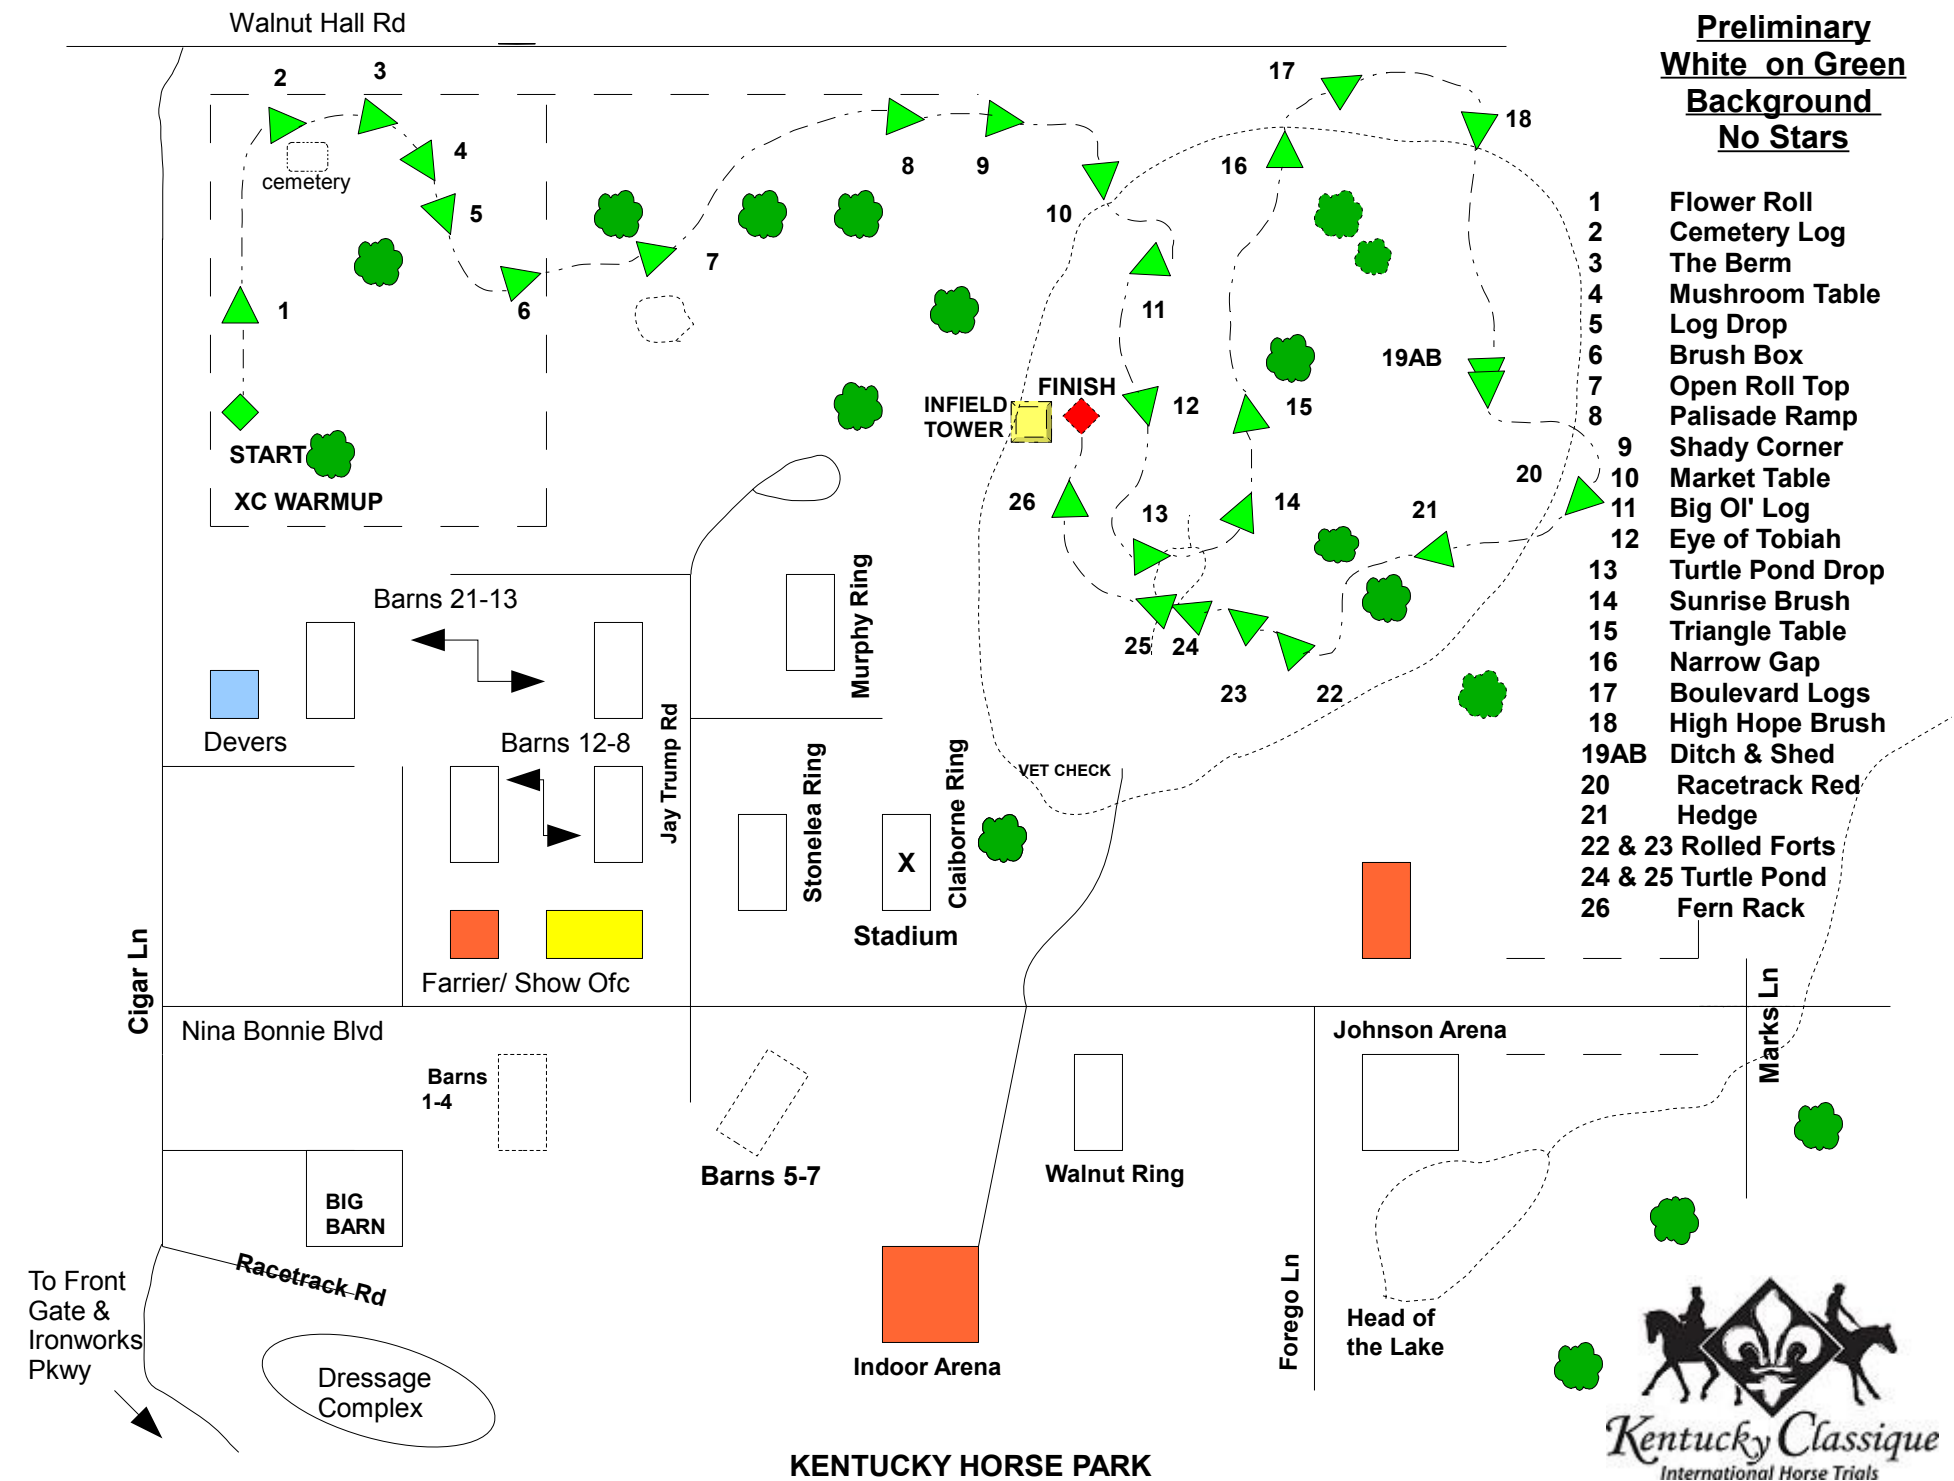 Walnut Hall Rd
Preliminary
White on Green
Background
No Stars
2
3
17
18
4
cemetery
8
9
16
5
10
7
1
6
11
19AB
FINISH
INFIELD
TOWER
12
15
START
XC WARMUP
20
26
13
14
21
1 Flower Roll
2 Cemetery Log
3 The Berm
4 Mushroom Table
5 Log Drop
6 Brush Box
7 Open Roll Top
8 Palisade Ramp
9 Shady Corner
10 Market Table
11 Big Ol' Log
12 Eye of Tobiah
13 Turtle Pond Drop
14 Sunrise Brush
15 Triangle Table
16 Narrow Gap
17 Boulevard Logs
18 High Hope Brush
19AB Ditch & Shed
20 Racetrack Red
21 Hedge
22 & 23 Rolled Forts
24 & 25 Turtle Pond
26 Fern Rack
Barns 21-13
Murphy Ring
25
24
23
22
Devers
Barns 12-8
Jay Trump Rd
VET CHECK
Stonelea Ring
Claiborne Ring
X
Stadium
Farrier/ Show Ofc
Cigar Ln
Nina Bonnie Blvd
Johnson Arena
Marks Ln
Barns
1-4
Barns 5-7
Walnut Ring
BIG
BARN
Racetrack Rd
To Front
Gate &
Ironworks
Pkwy
Dressage
Complex
Indoor Arena
Forego Ln
Head of
the Lake
KENTUCKY HORSE PARK
Kentucky Classique
International Horse Trials